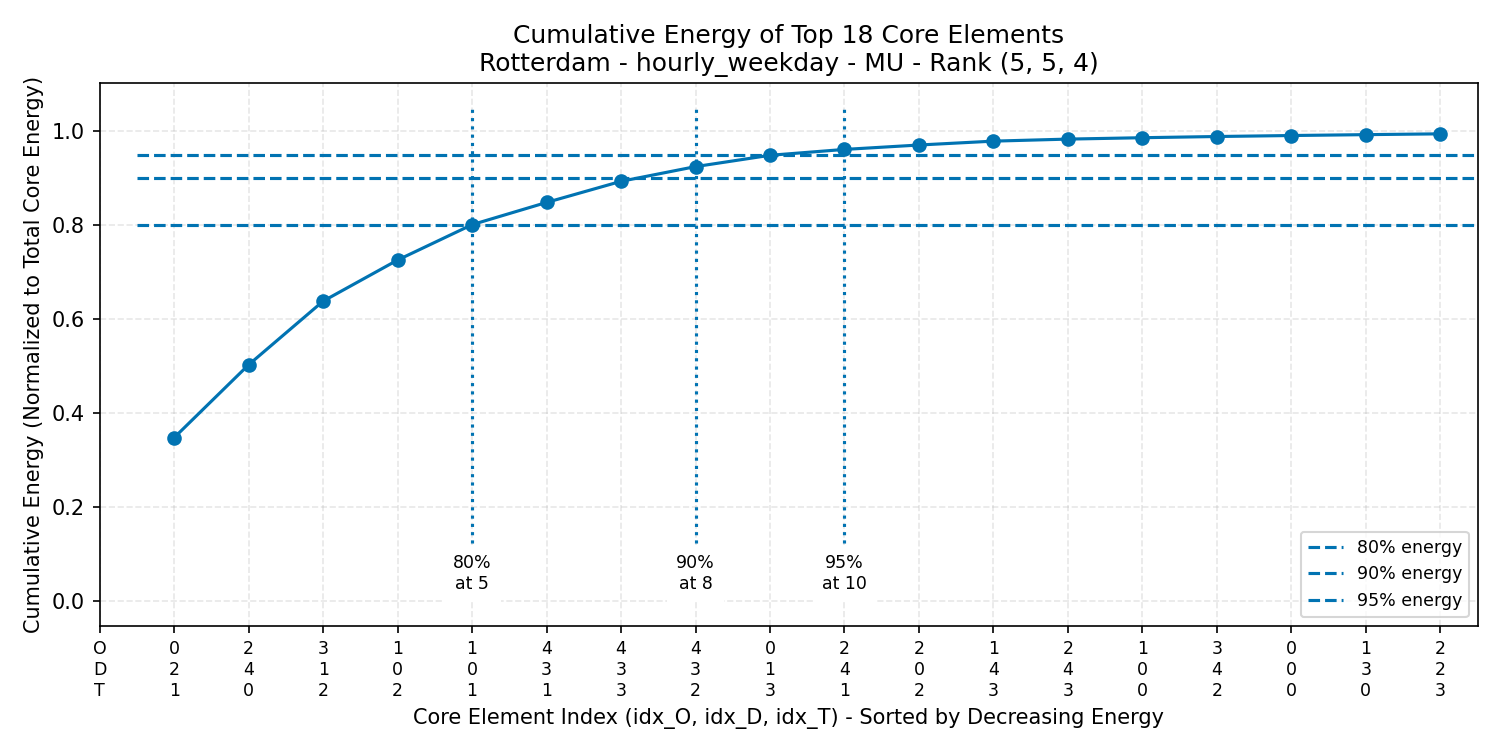 Cumulative Energy of Top 18 Core Elements
Rotterdam - hourly_weekday - MU - Rank (5, 5, 4)
Cumulative Energy (Normalized to Total Core Energy)
1.0
0.8
0.6
0.4
0.2
0.0
80%
at 5
90%
at 8
95%
at 10
80% energy
90% energy
95% energy
O 0 2 3 1 1 4 4 4 0 2 2 1 2 1 3 0 1 2
D 2 4 1 0 0 3 3 3 1 4 0 4 4 0 4 0 3 2
T 1 0 2 2 1 1 3 2 3 1 2 3 3 0 2 0 0 3
Core Element Index (idx_O, idx_D, idx_T) - Sorted by Decreasing Energy